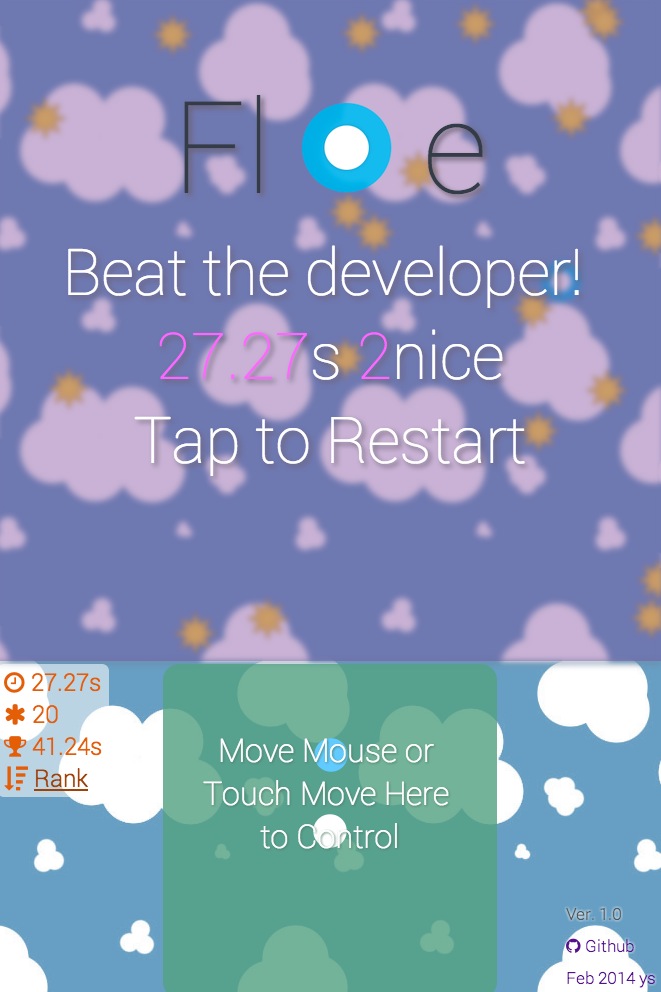 Floe
Beat the developer!
27.27s 2nice
Tap to Restart
27.27s
20
41.24s
Rank
Move Mouse or
Touch Move Here
to Control
Ver. 1.0
Github
Feb 2014 ys